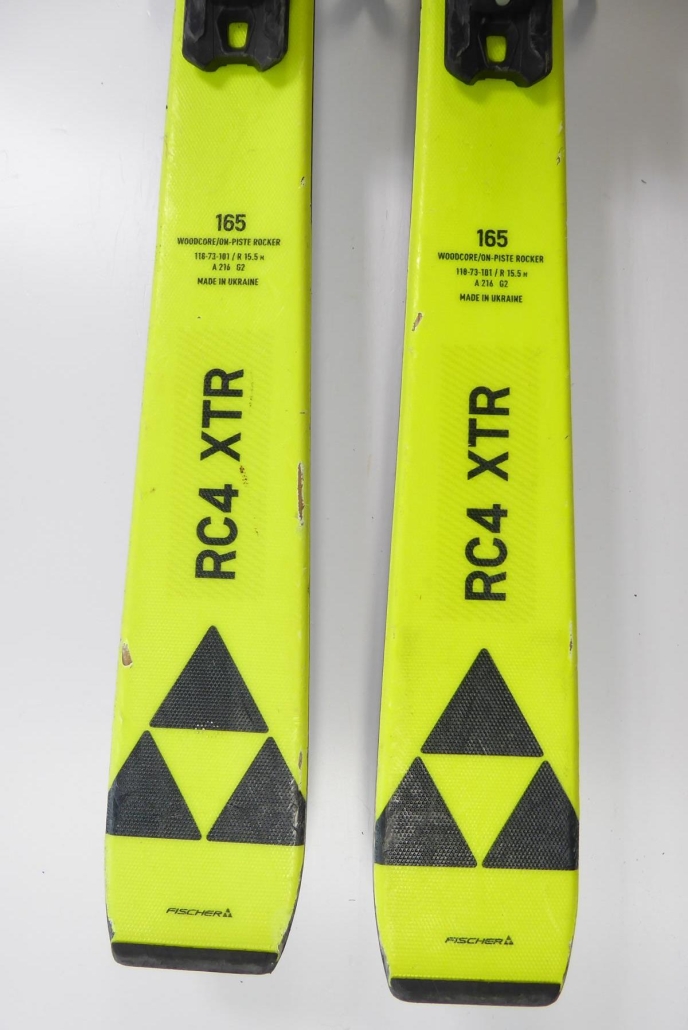 165
WOODCORE/ON-PISTE ROCKER
118-73-101 / R 15.5 M
A 216 G2
MADE IN UKRAINE
RC4 XTR
FISCHER
165
WOODCORE/ON-PISTE ROCKER
118-73-101 / R 15.5 M
A 216 G2
MADE IN UKRAINE
RC4 XTR
FISCHER